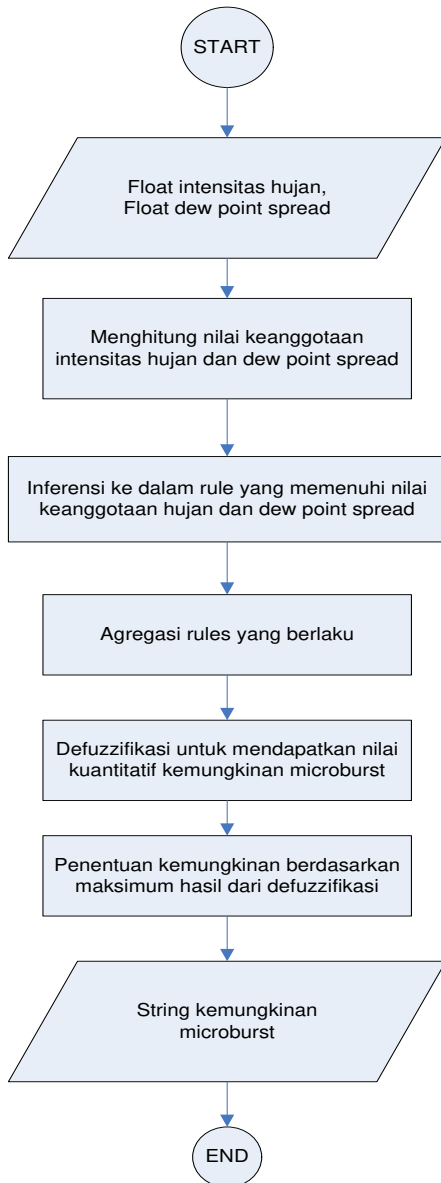 START
Float intensitas hujan,
Float dew point spread
Menghitung nilai keanggotaan
intensitas hujan dan dew point spread
Inferensi ke dalam rule yang memenuhi nilai
keanggotaan hujan dan dew point spread
Agregasi rules yang berlaku
Defuzzifikasi untuk mendapatkan nilai
kuantitatif kemungkinan microburst
Penentuan kemungkinan berdasarkan
maksimum hasil dari defuzzifikasi
String kemungkinan
microburst
END